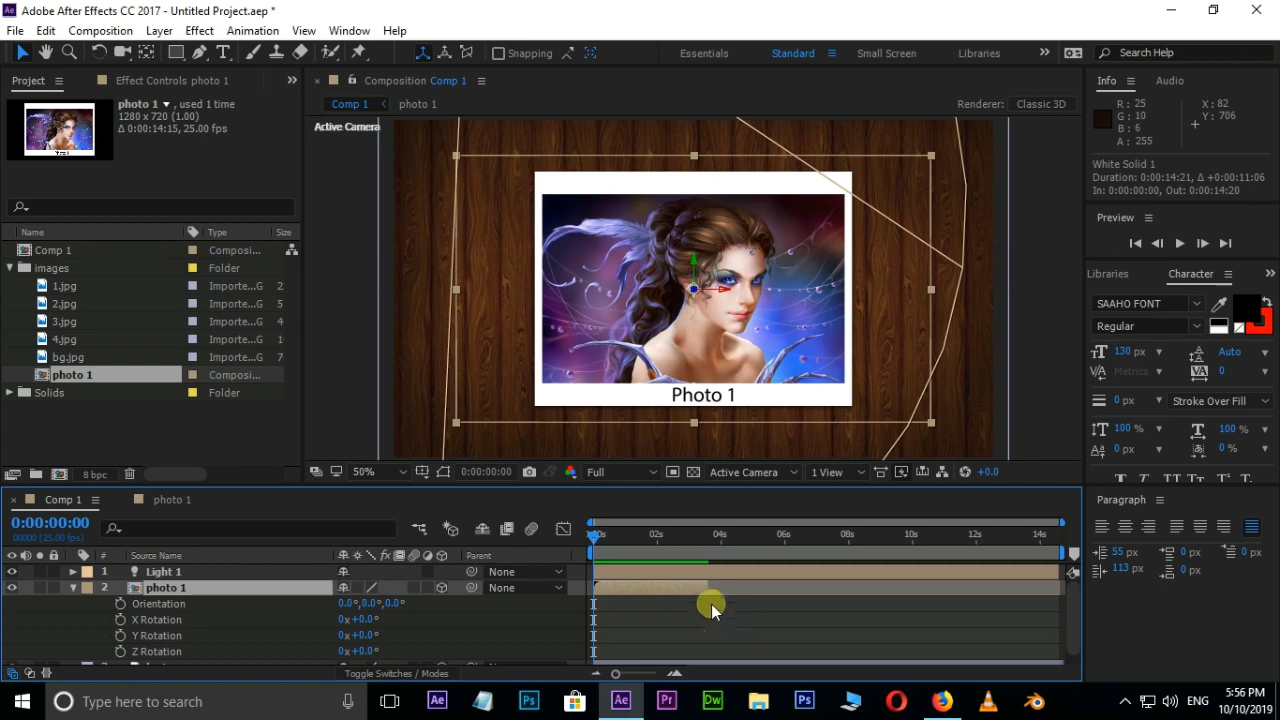 Adobe After Effects CC 2017 - Untitled Project.aep *
File Edit Composition Layer Effect Animation View Window Help
Snapping
Essentials Standard Small Screen Libraries
Search Help
Project
Effect Controls photo 1
photo 1 , used 1 time
1280 x 720 (1.00)
Δ 0:00:14:15, 25.00 fps
Name Type Size
Comp 1 Composi...
images Folder
1.jpg Importe...G 2
2.jpg Importe...G 5
3.jpg Importe...G 4
4.jpg Importe...G 1
bg.jpg Importe...G 7
photo 1 Composi...
Solids Folder
8 bpc
Composition Comp 1
Comp 1 photo 1
Renderer: Classic 3D
Active Camera
Photo 1
50% 0:00:00:00 Full Active Camera 1 View +0.0
Info Audio
R : 25
G : 10
B : 6
A : 255
X : 82
Y : 706
White Solid 1
Duration: 0:00:14:21, Δ +0:00:11:06
In: 0:00:00:00, Out: 0:00:14:20
Preview
Libraries Character
SAAHO FONT
Regular
130 px Auto
Metrics 0
0 px Stroke Over Fill
100 % 100 %
0 px 0 %
Paragraph
55 px 0 px 0 px
113 px 0 px
Comp 1 photo 1
0:00:00:00
00000 (25.00 fps)
02s 04s 06s 08s 10s 12s 14s
# Source Name Parent
1 Light 1 None
2 photo 1 None
Orientation 0.0°,0.0°,0.0°
X Rotation 0x+0.0°
Y Rotation 0x+0.0°
Z Rotation 0x+0.0°
Toggle Switches / Modes
Type here to search
ENG
5:56 PM
10/10/2019